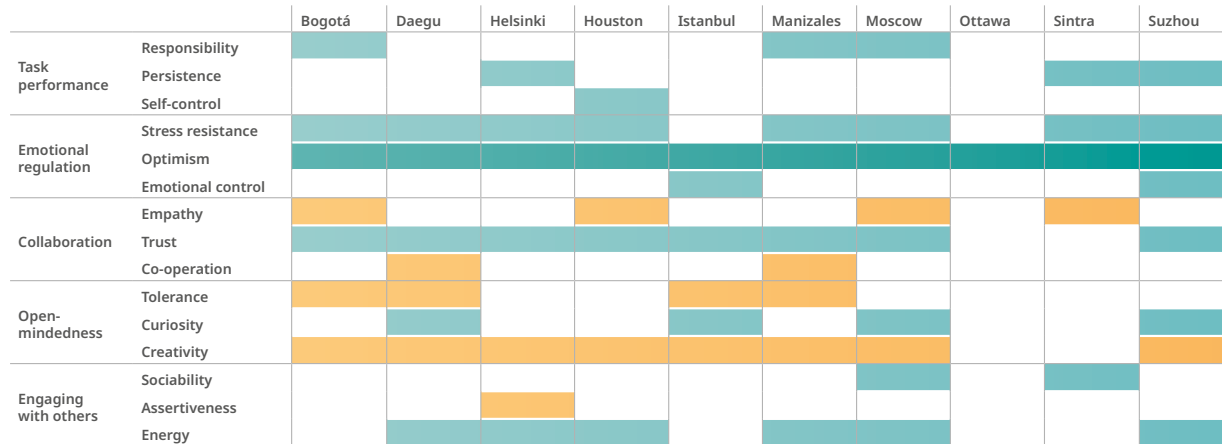 Bogotá Daegu Helsinki Houston Istanbul Manizales Moscow Ottawa Sintra Suzhou
Task
performance
Responsibility
Persistence
Self-control
Emotional
regulation
Stress resistance
Optimism
Emotional control
Collaboration
Empathy
Trust
Co-operation
Open-
mindedness
Tolerance
Curiosity
Creativity
Engaging
with others
Sociability
Assertiveness
Energy